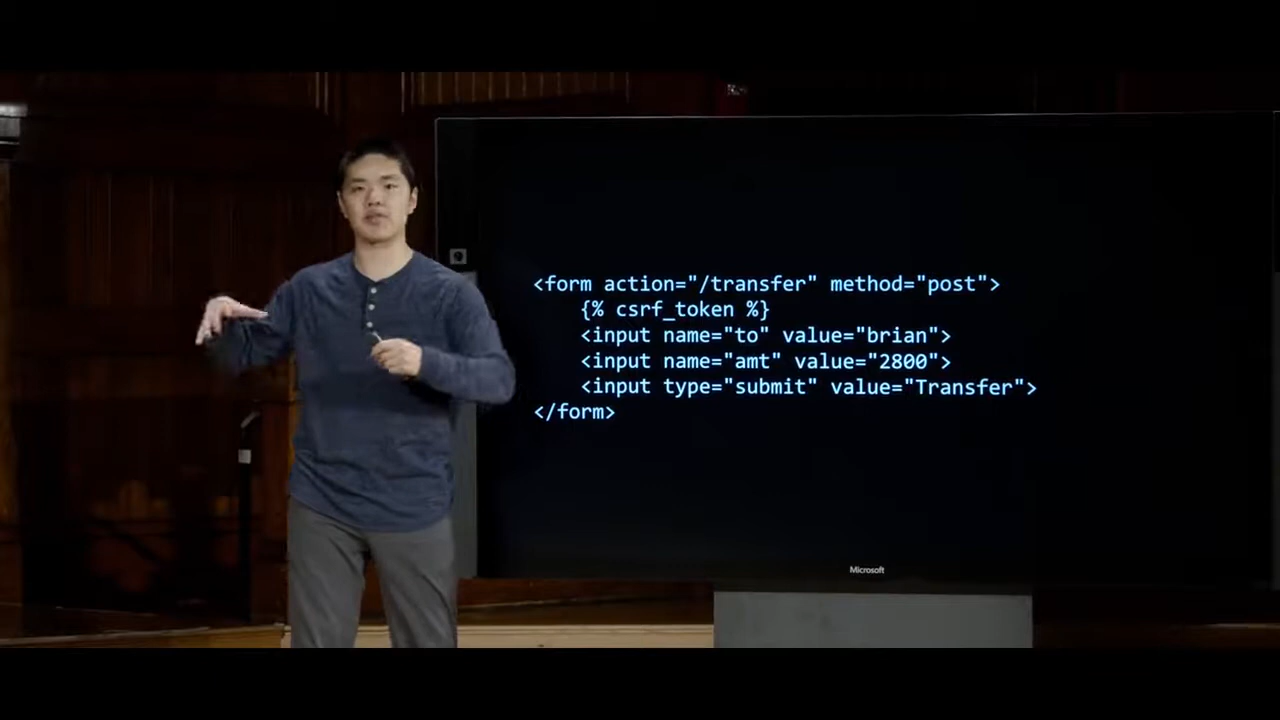 <form action="/transfer" method="post">
{% csrf_token %}
<input name="to" value="brian">
<input name="amt" value="2800">
<input type="submit" value="Transfer">
</form>
Microsoft